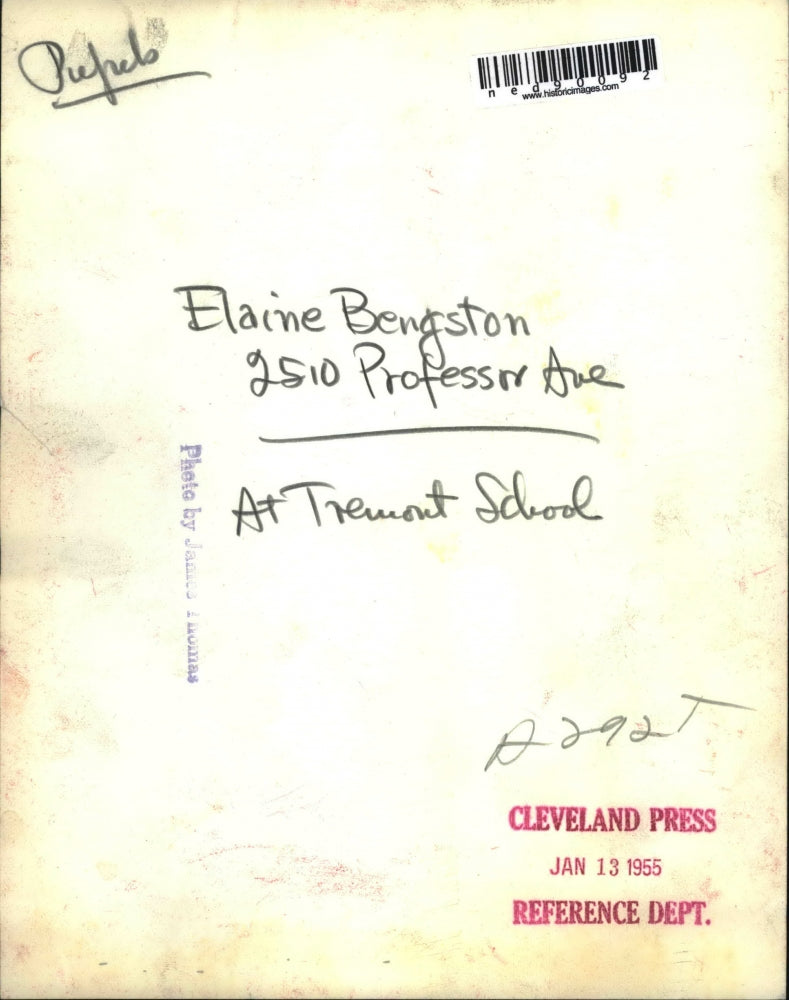 ned90092
www.historicimages.com
Elaine Bengston
2510 Professor Ave
At Tremont School
Photo by James Thomas
CLEVELAND PRESS
JAN 13 1955
REFERENCE DEPT.